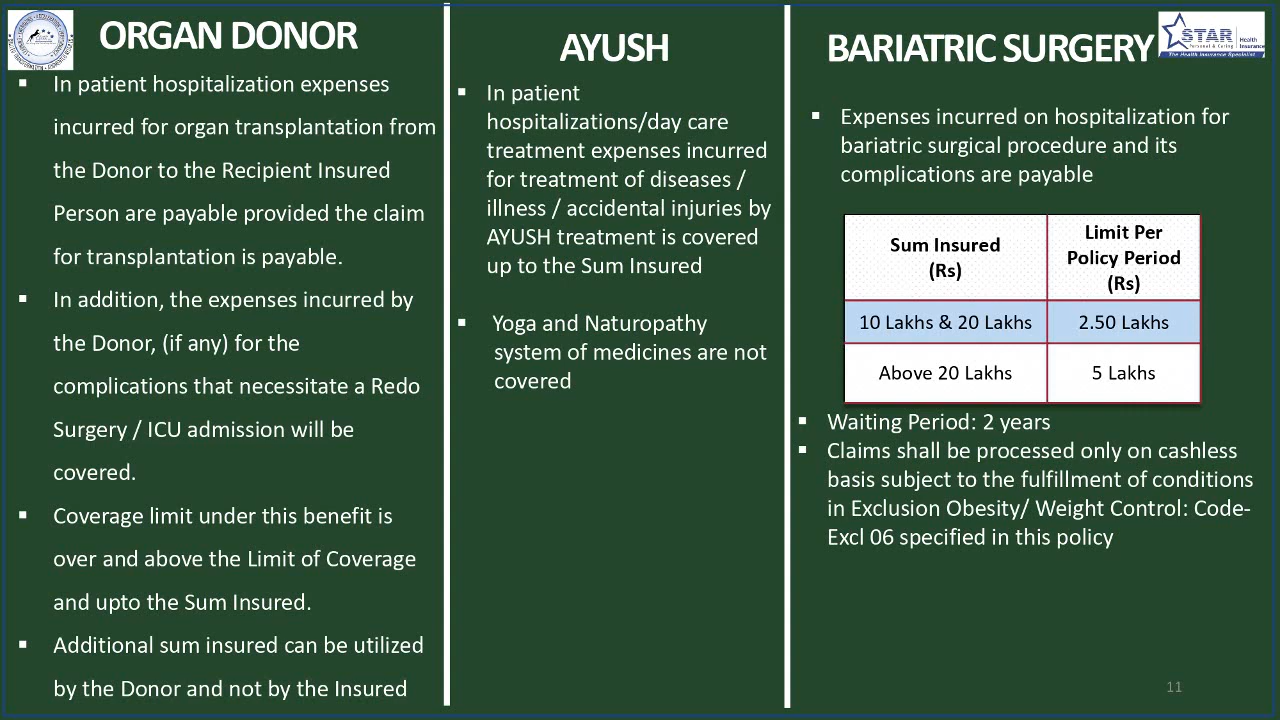 ORGAN DONOR
In patient hospitalization expenses
incurred for organ transplantation from
the Donor to the Recipient Insured
Person are payable provided the claim
for transplantation is payable.
In addition, the expenses incurred by
the Donor, (if any) for the
complications that necessitate a Redo
Surgery / ICU admission will be
covered.
Coverage limit under this benefit is
over and above the Limit of Coverage
and upto the Sum Insured.
Additional sum insured can be utilized
by the Donor and not by the Insured
AYUSH
In patient
hospitalizations/day care
treatment expenses incurred
for treatment of diseases /
illness / accidental injuries by
AYUSH treatment is covered
up to the Sum Insured
Yoga and Naturopathy
system of medicines are not
covered
BARIATRIC SURGERY
STAR
Health
Insurance
Personal & Caring
The Health Insurance Specialist
Expenses incurred on hospitalization for
bariatric surgical procedure and its
complications are payable
Sum Insured
(Rs)
Limit Per
Policy Period
(Rs)
10 Lakhs & 20 Lakhs
2.50 Lakhs
Above 20 Lakhs
5 Lakhs
Waiting Period: 2 years
Claims shall be processed only on cashless
basis subject to the fulfillment of conditions
in Exclusion Obesity/ Weight Control: Code-
Excl 06 specified in this policy
11